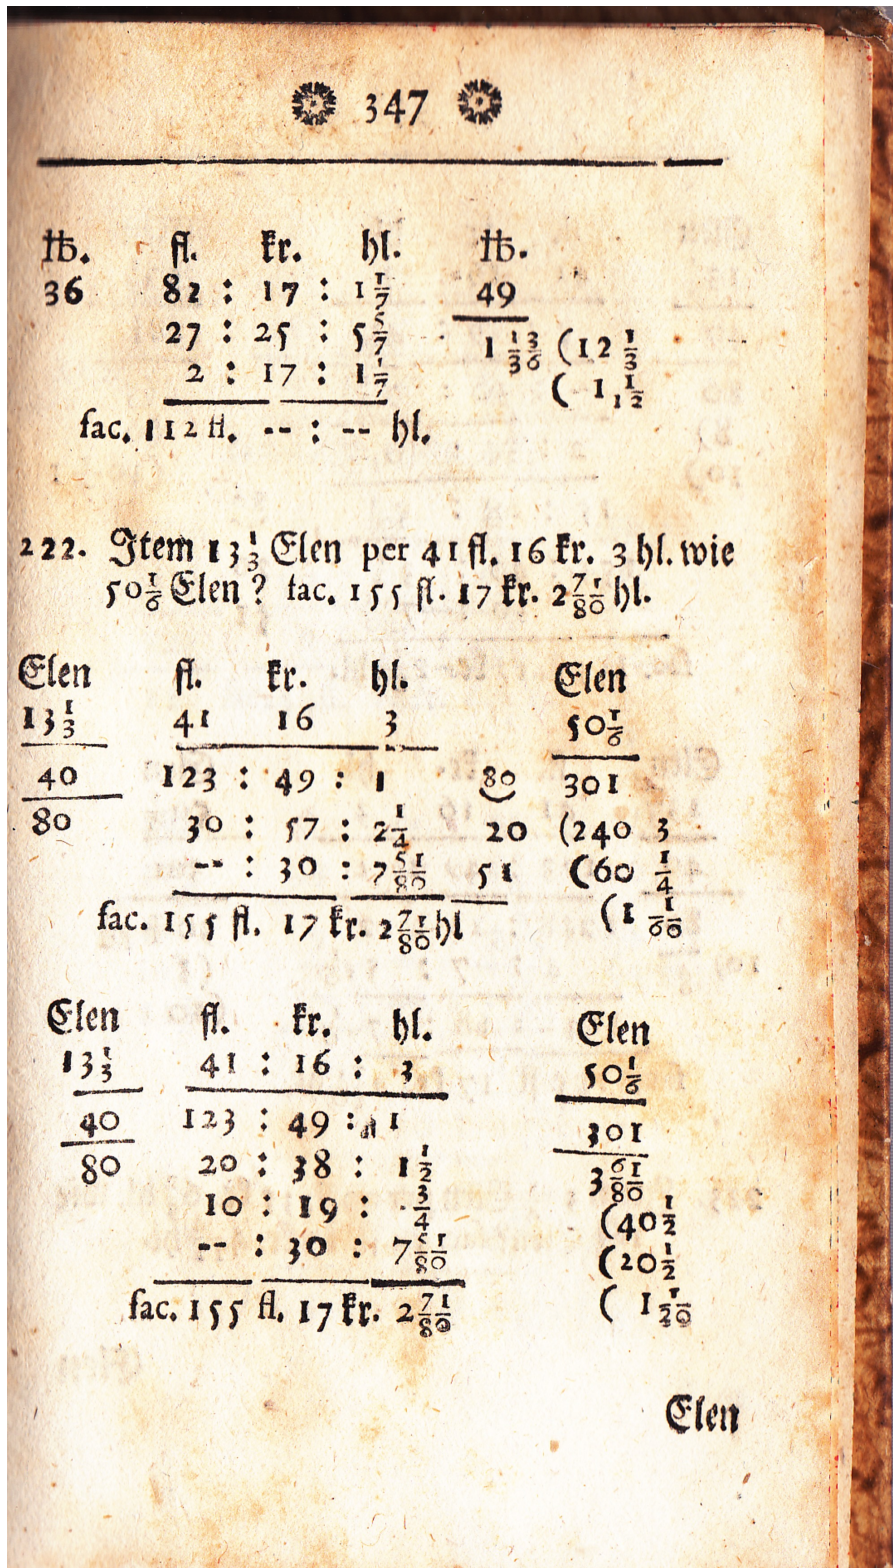 347
℔. fl. kr. hl. ℔.
36 82 : 17 : 1 1/7 49
27 : 25 : 5 5/7 1 13/36 (12 1/3
2 : 17 : 1 1/7 ( 1 1/12
fac. 112 fl. -- : -- hl.
222. Item 13 1/3 Elen per 41 fl. 16 kr. 3 hl. wie
50 1/6 Elen ? fac. 155 fl. 17 kr. 2 71/80 hl.
Elen fl. kr. hl. Elen
13 1/3 41 16 3 50 1/6
40 123 : 49 : 1 80 301
80 30 : 57 : 2 1/4 20 (240 3
-- : 30 : 7 51/80 51 (60 1/4
fac. 155 fl. 17 kr. 2 71/80 hl (1 1/60
Elen fl. kr. hl. Elen
13 1/3 41 : 16 : 3 50 1/6
40 123 : 49 : 1 301
80 20 : 38 : 1 1/2 3 61/80
10 : 19 : 3/4 (40 1/2
-- : 30 : 7 51/80 (20 1/2
fac. 155 fl. 17 kr. 2 71/80 ( 1 1/20
Elen